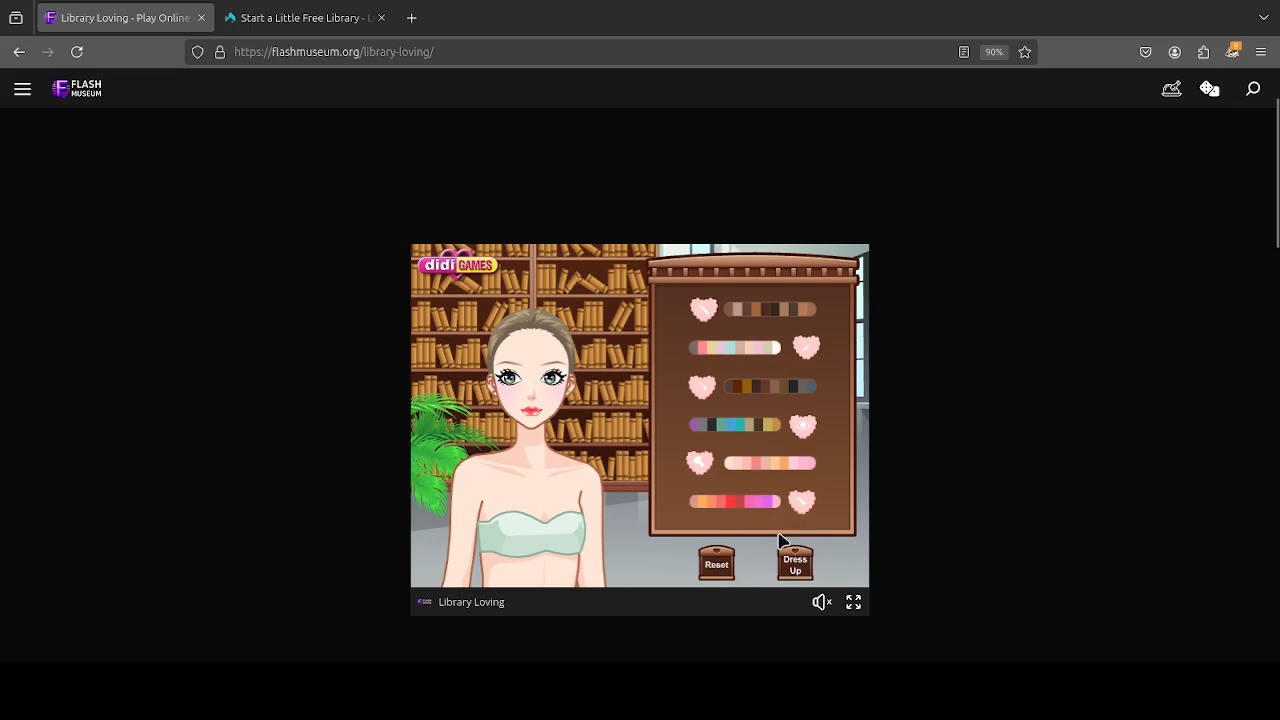 Library Loving - Play Online
Start a Little Free Library - L
https://flashmuseum.org/library-loving/
90%
8
FLASH
MUSEUM
didi GAMES
Reset
Dress
Up
Library Loving